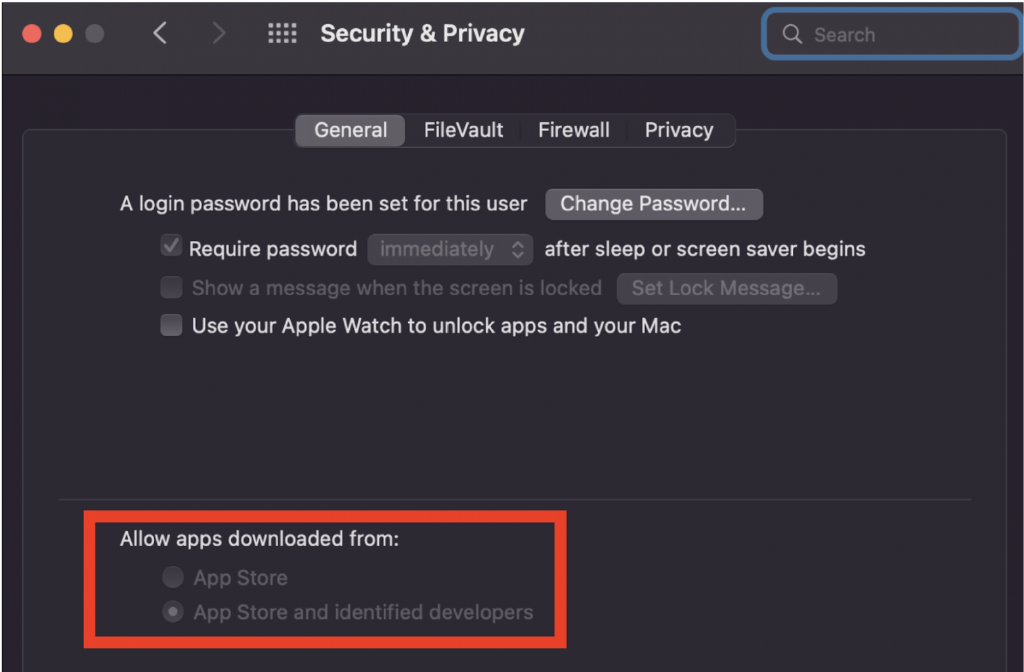 Security & Privacy
Search
General FileVault Firewall Privacy
A login password has been set for this user Change Password...
Require password immediately after sleep or screen saver begins
Show a message when the screen is locked Set Lock Message...
Use your Apple Watch to unlock apps and your Mac
Allow apps downloaded from:
App Store
App Store and identified developers